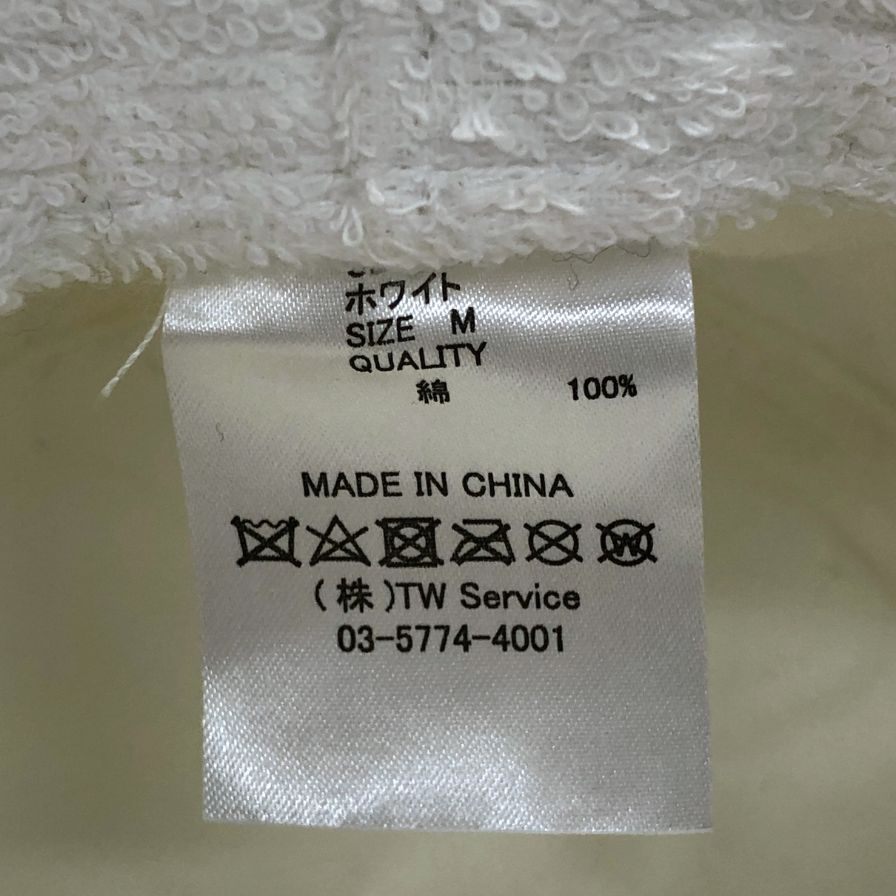 ホワイト
SIZE M
QUALITY
綿 100%
MADE IN CHINA
(株)TW Service
03-5774-4001